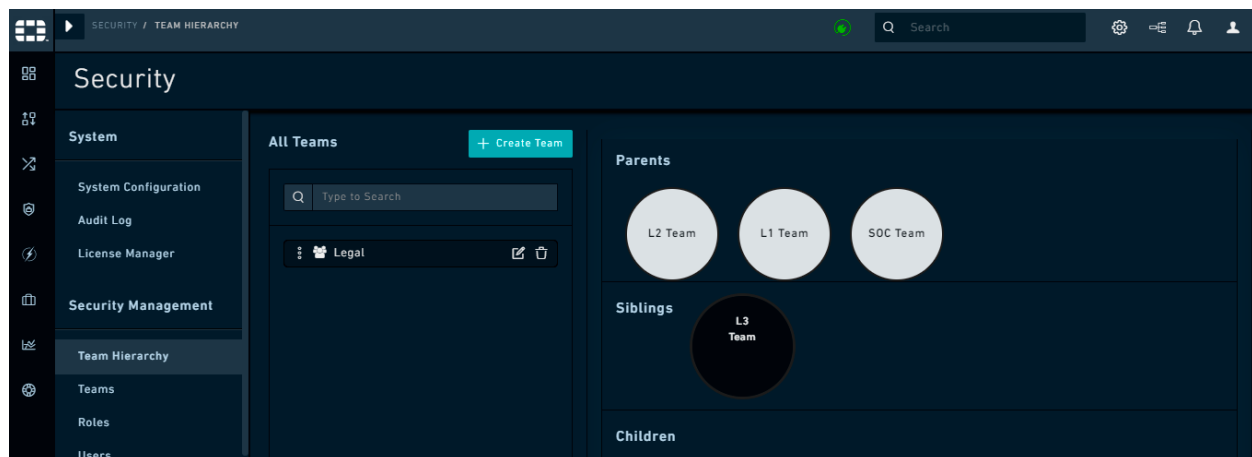 SECURITY / TEAM HIERARCHY
Search
Security
System
System Configuration
Audit Log
License Manager
Security Management
Team Hierarchy
Teams
Roles
Users
All Teams
+ Create Team
Type to Search
Legal
Parents
L2 Team
L1 Team
SOC Team
Siblings
L3
Team
Children